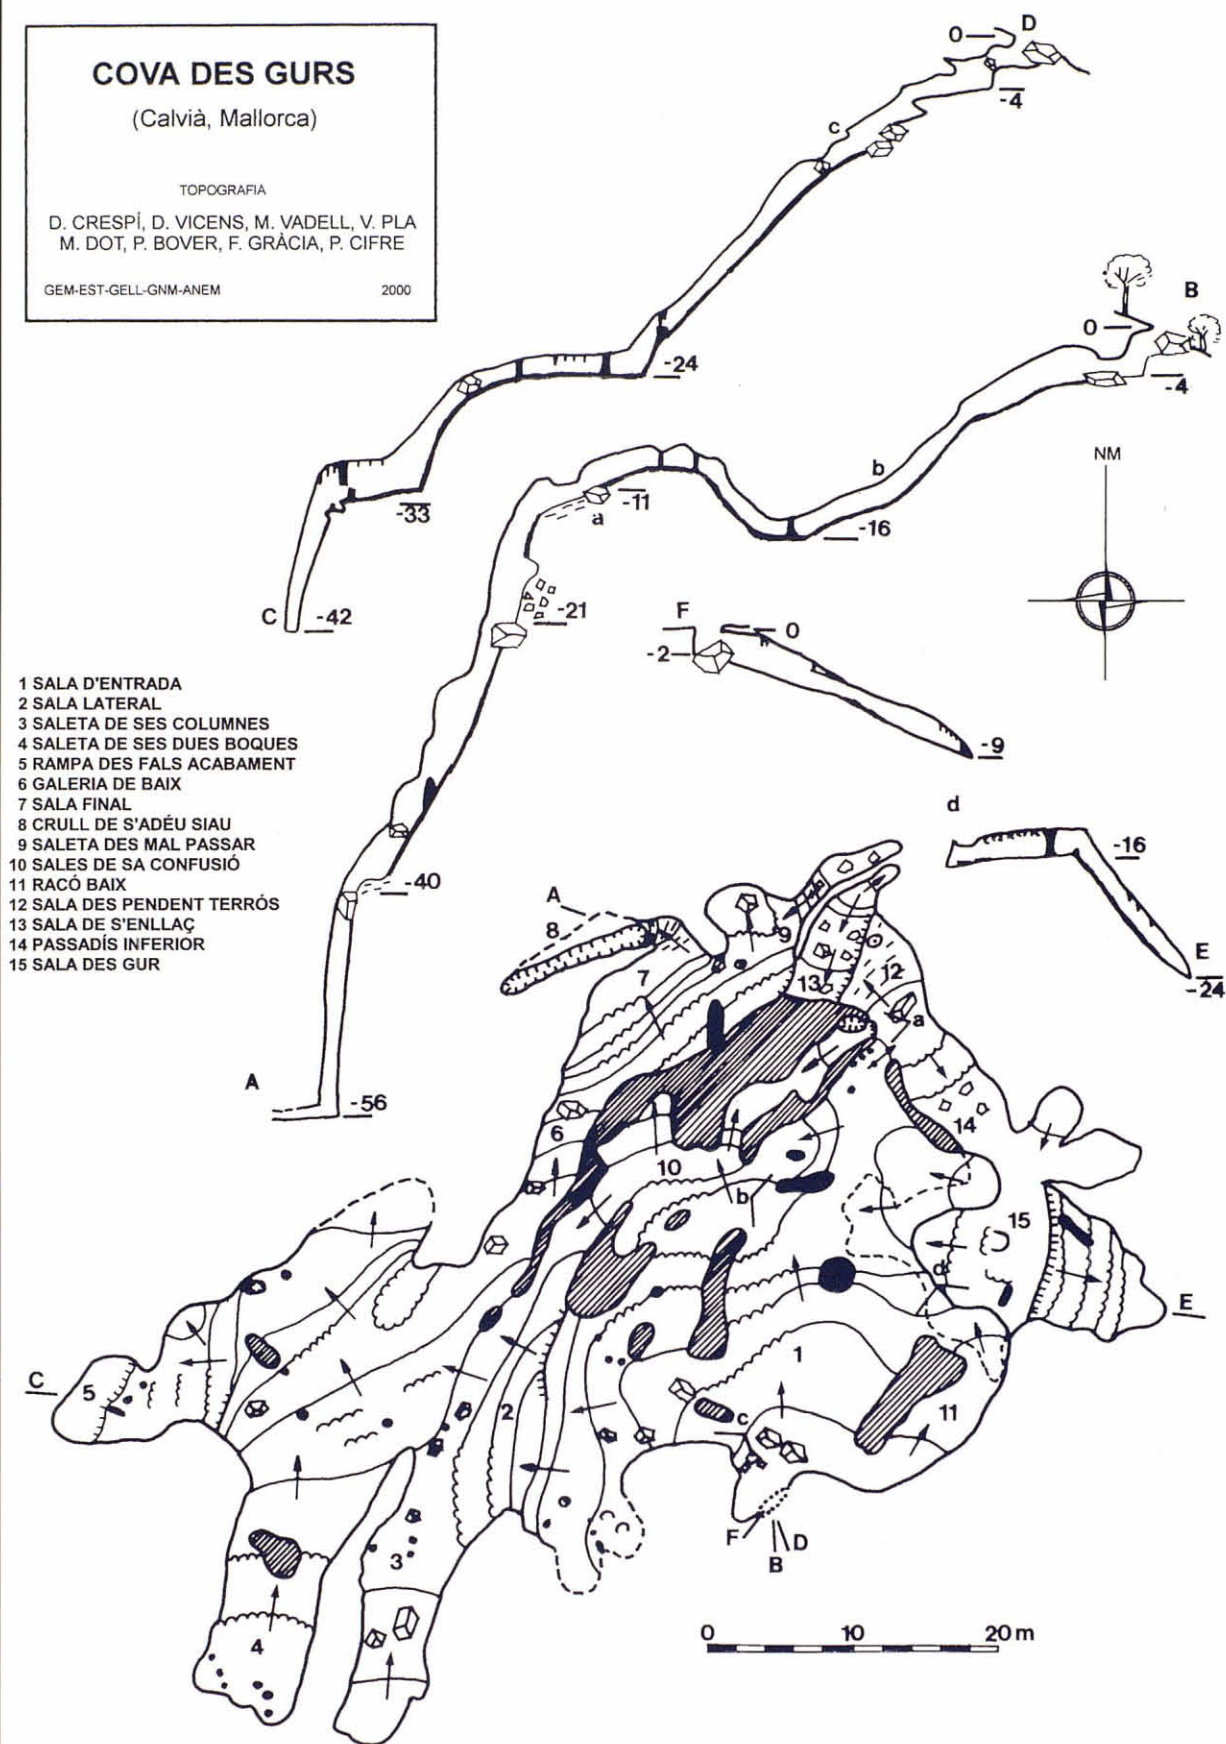 COVA DES GURS
(Calvià, Mallorca)
TOPOGRAFIA
D. CRESPÍ, D. VICENS, M. VADELL, V. PLA
M. DOT, P. BOVER, F. GRÀCIA, P. CIFRE
GEM-EST-GELL-GNM-ANEM 2000
0 D
-4
c
B
0
-24
-4
NM
b
-11
-33
a
-16
C -42
-21
F
0
-2
1 SALA D'ENTRADA
2 SALA LATERAL
3 SALETA DE SES COLUMNES
4 SALETA DE SES DUES BOQUES
5 RAMPA DES FALS ACABAMENT
6 GALERIA DE BAIX
7 SALA FINAL
8 CRULL DE S'ADÉU SIAU
9 SALETA DES MAL PASSAR
10 SALES DE SA CONFUSIÓ
11 RACÓ BAIX
12 SALA DES PENDENT TERRÓS
13 SALA DE S'ENLLAÇ
14 PASSADÍS INFERIOR
15 SALA DES GUR
-9
d
-16
-40
A
8
9
E
7
12
13
-24
a
A
-56
6
14
10
b
15
d
E
1
C
5
2
c
11
3
F
D
B
4
0 10 20 m